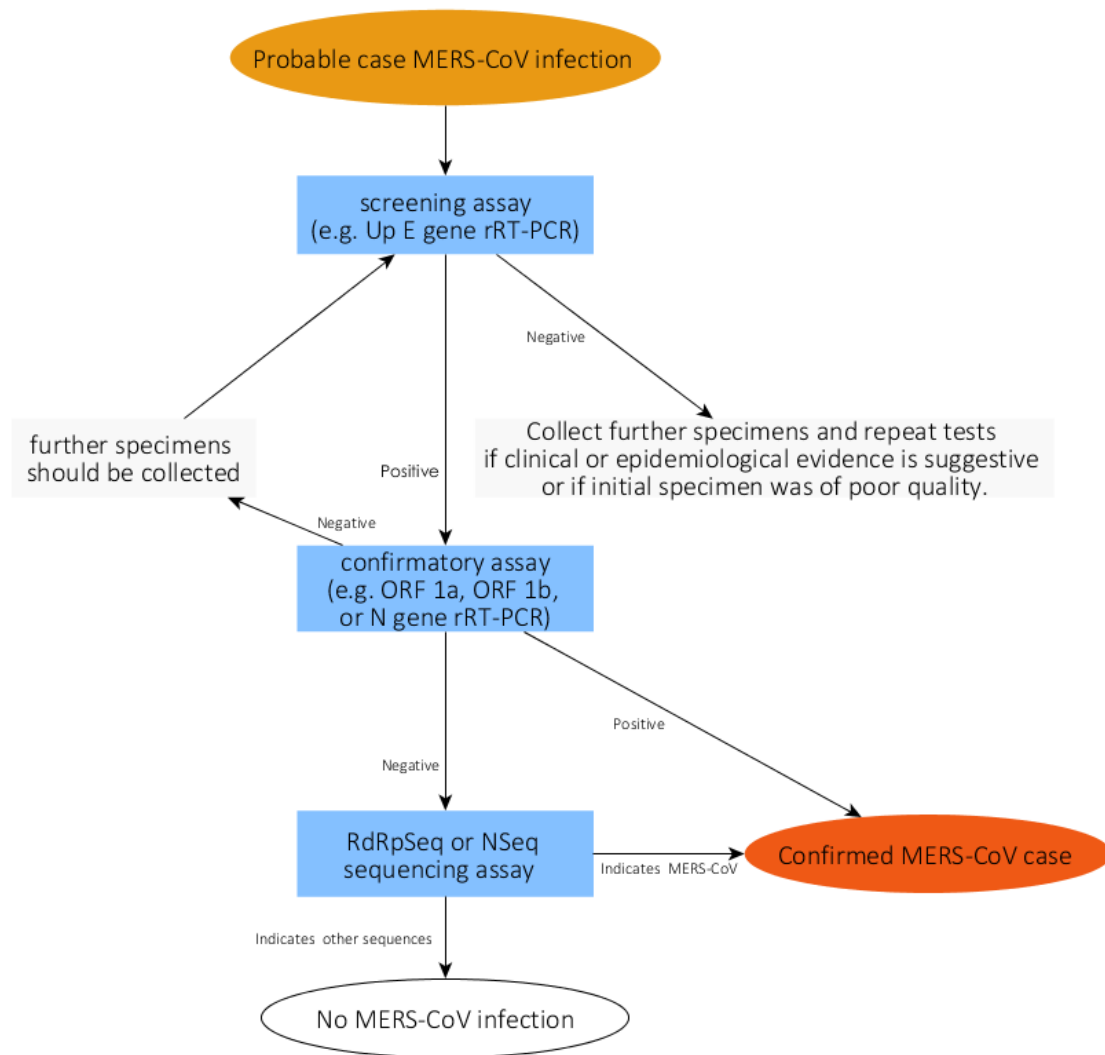 Probable case MERS-CoV infection
screening assay
(e.g. Up E gene rRT-PCR)
Negative
further specimens
should be collected
Positive
Collect further specimens and repeat tests
if clinical or epidemiological evidence is suggestive
or if initial specimen was of poor quality.
Negative
confirmatory assay
(e.g. ORF 1a, ORF 1b,
or N gene rRT-PCR)
Positive
Negative
RdRpSeq or NSeq
sequencing assay
Indicates MERS-CoV
Confirmed MERS-CoV case
Indicates other sequences
No MERS-CoV infection